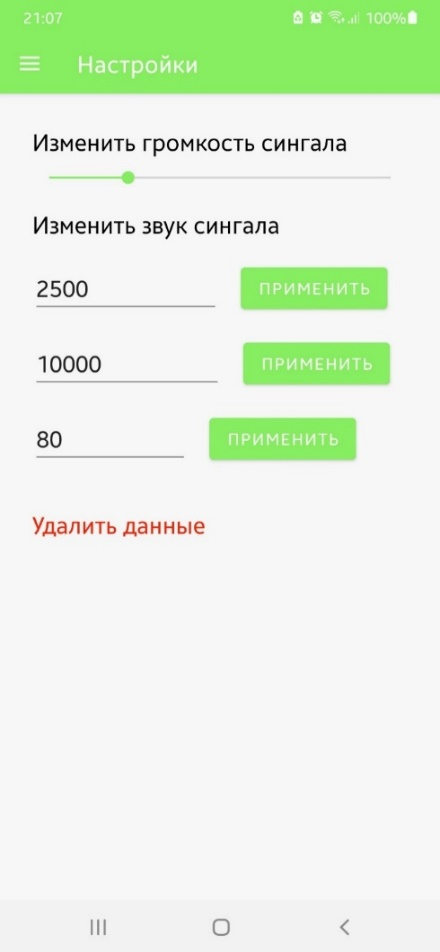 21:07 100%
Настройки
Изменить громкость сингала
Изменить звук сингала
2500 ПРИМЕНИТЬ
10000 ПРИМЕНИТЬ
80 ПРИМЕНИТЬ
Удалить данные